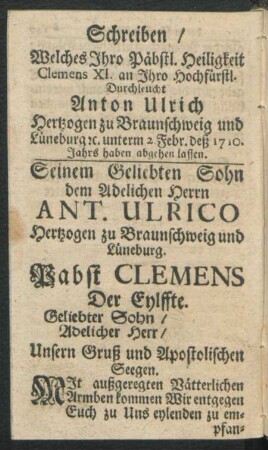 Schreiben /
Welches Ihro Päbstl. Heiligkeit
Clemens XI. an Ihro Hochfürstl.
Durchleucht
Anton Ulrich
Hertzogen zu Braunschweig und
Lüneburg ꝛc. unterm 2 Febr. deß 1710.
Jahrs haben abgehen lassen.
Seinem Geliebten Sohn
dem Adelichen Herrn
ANT. ULRICO
Hertzogen zu Braunschweig und
Lüneburg.
Pabst CLEMENS
Der Eylffte.
Geliebter Sohn /
Adelicher Herr /
Unsern Gruß und Apostolischen
Seegen.
MIt außgeregten Vätterlichen
Armben kommen Wir entgegen
Euch zu Uns eylenden zu em-
pfan-